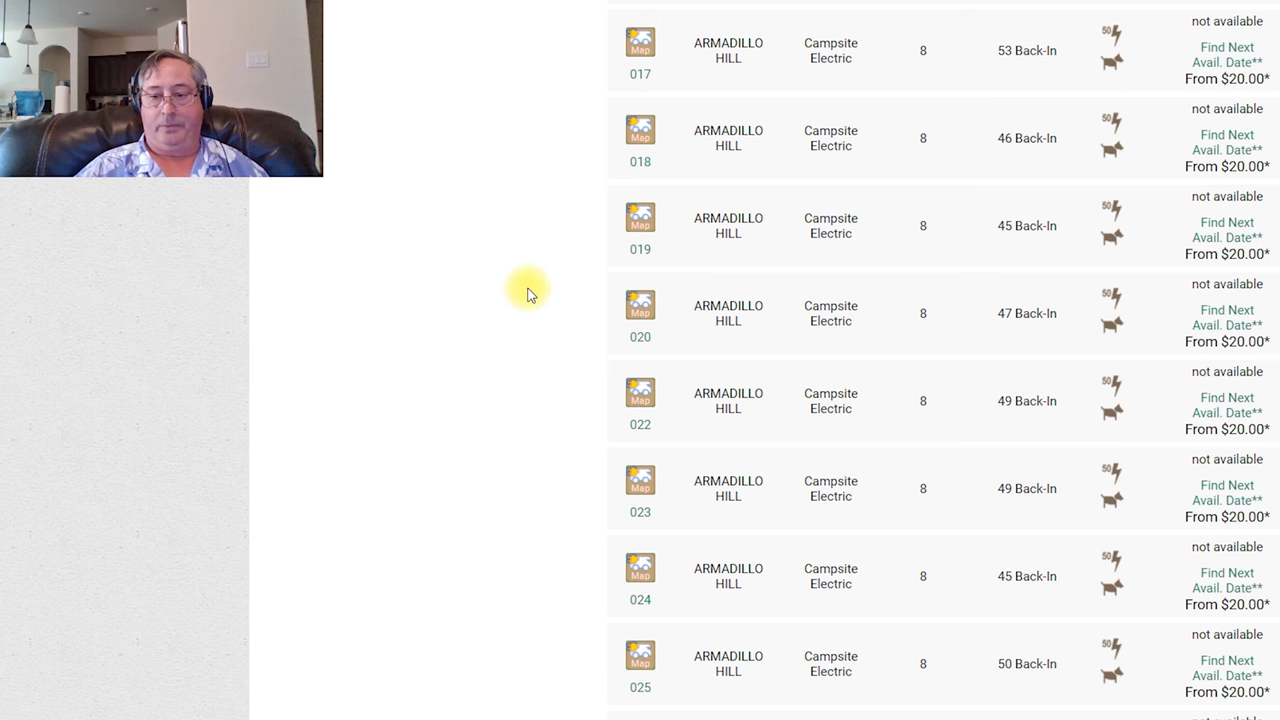 Map
017
ARMADILLO
HILL
Campsite
Electric
8
53 Back-In
50
not available
Find Next
Avail. Date**
From $20.00*
Map
018
ARMADILLO
HILL
Campsite
Electric
8
46 Back-In
50
not available
Find Next
Avail. Date**
From $20.00*
Map
019
ARMADILLO
HILL
Campsite
Electric
8
45 Back-In
50
not available
Find Next
Avail. Date**
From $20.00*
Map
020
ARMADILLO
HILL
Campsite
Electric
8
47 Back-In
50
not available
Find Next
Avail. Date**
From $20.00*
Map
022
ARMADILLO
HILL
Campsite
Electric
8
49 Back-In
50
not available
Find Next
Avail. Date**
From $20.00*
Map
023
ARMADILLO
HILL
Campsite
Electric
8
49 Back-In
50
not available
Find Next
Avail. Date**
From $20.00*
Map
024
ARMADILLO
HILL
Campsite
Electric
8
45 Back-In
50
not available
Find Next
Avail. Date**
From $20.00*
Map
025
ARMADILLO
HILL
Campsite
Electric
8
50 Back-In
50
not available
Find Next
Avail. Date**
From $20.00*